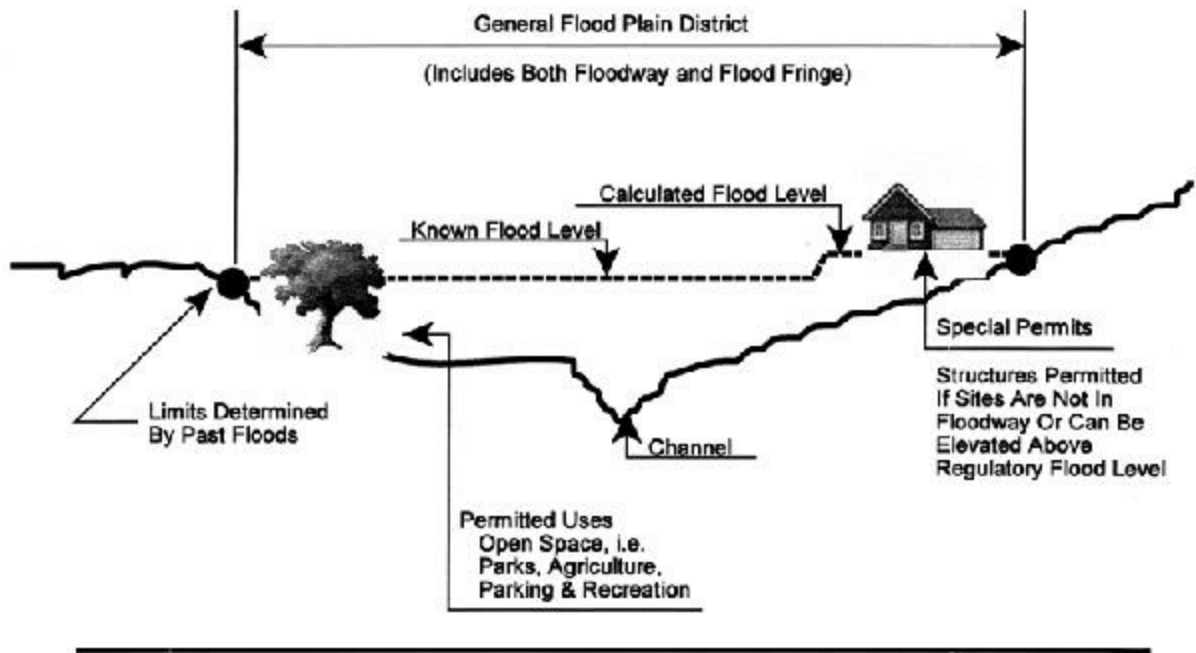 General Flood Plain District
(Includes Both Floodway and Flood Fringe)
Calculated Flood Level
Known Flood Level
Special Permits
Structures Permitted
If Sites Are Not In
Floodway Or Can Be
Elevated Above
Regulatory Flood Level
Limits Determined
By Past Floods
Channel
Permitted Uses
Open Space, i.e.
Parks, Agriculture,
Parking & Recreation